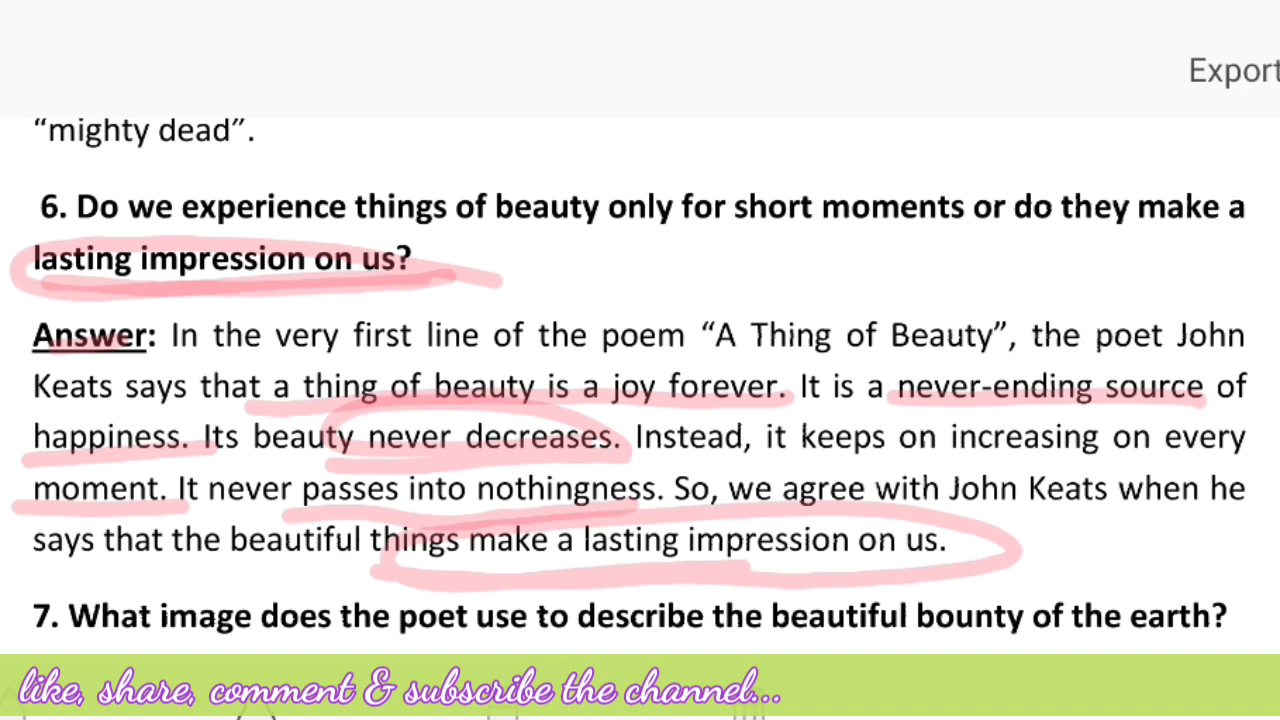 Export
“mighty dead”.
6. Do we experience things of beauty only for short moments or do they make a
lasting impression on us?
Answer: In the very first line of the poem “A Thing of Beauty”, the poet John
Keats says that a thing of beauty is a joy forever. It is a never-ending source of
happiness. Its beauty never decreases. Instead, it keeps on increasing on every
moment. It never passes into nothingness. So, we agree with John Keats when he
says that the beautiful things make a lasting impression on us.
7. What image does the poet use to describe the beautiful bounty of the earth?
like, share, comment & subscribe the channel...